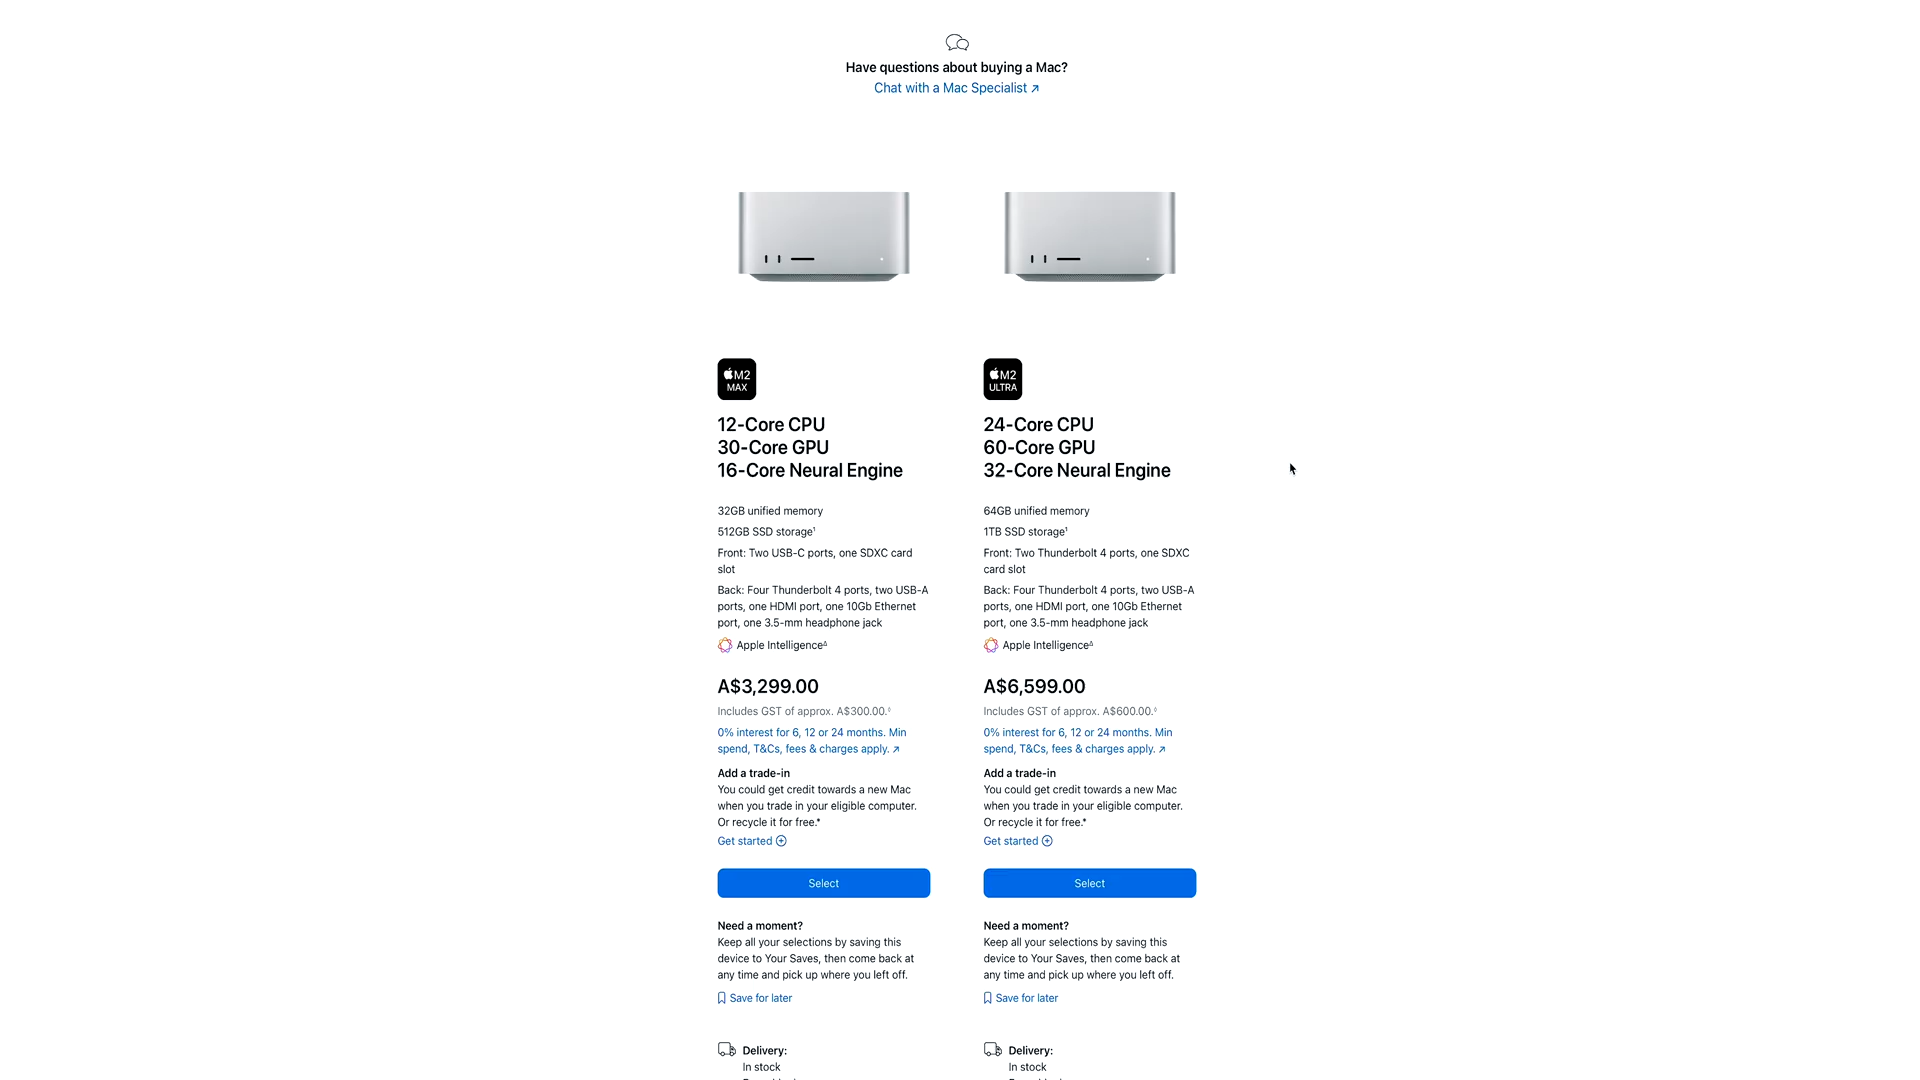 Have questions about buying a Mac?
Chat with a Mac Specialist ↗
M2
MAX
12-Core CPU
30-Core GPU
16-Core Neural Engine
32GB unified memory
512GB SSD storage¹
Front: Two USB-C ports, one SDXC card
slot
Back: Four Thunderbolt 4 ports, two USB-A
ports, one HDMI port, one 10Gb Ethernet
port, one 3.5-mm headphone jack
Apple Intelligence∆
A$3,299.00
Includes GST of approx. A$300.00.◊
0% interest for 6, 12 or 24 months. Min
spend, T&Cs, fees & charges apply. ↗
Add a trade-in
You could get credit towards a new Mac
when you trade in your eligible computer.
Or recycle it for free.*
Get started
Select
Need a moment?
Keep all your selections by saving this
device to Your Saves, then come back at
any time and pick up where you left off.
Save for later
Delivery:
In stock
M2
ULTRA
24-Core CPU
60-Core GPU
32-Core Neural Engine
64GB unified memory
1TB SSD storage¹
Front: Two Thunderbolt 4 ports, one SDXC
card slot
Back: Four Thunderbolt 4 ports, two USB-A
ports, one HDMI port, one 10Gb Ethernet
port, one 3.5-mm headphone jack
Apple Intelligence∆
A$6,599.00
Includes GST of approx. A$600.00.◊
0% interest for 6, 12 or 24 months. Min
spend, T&Cs, fees & charges apply. ↗
Add a trade-in
You could get credit towards a new Mac
when you trade in your eligible computer.
Or recycle it for free.*
Get started
Select
Need a moment?
Keep all your selections by saving this
device to Your Saves, then come back at
any time and pick up where you left off.
Save for later
Delivery:
In stock